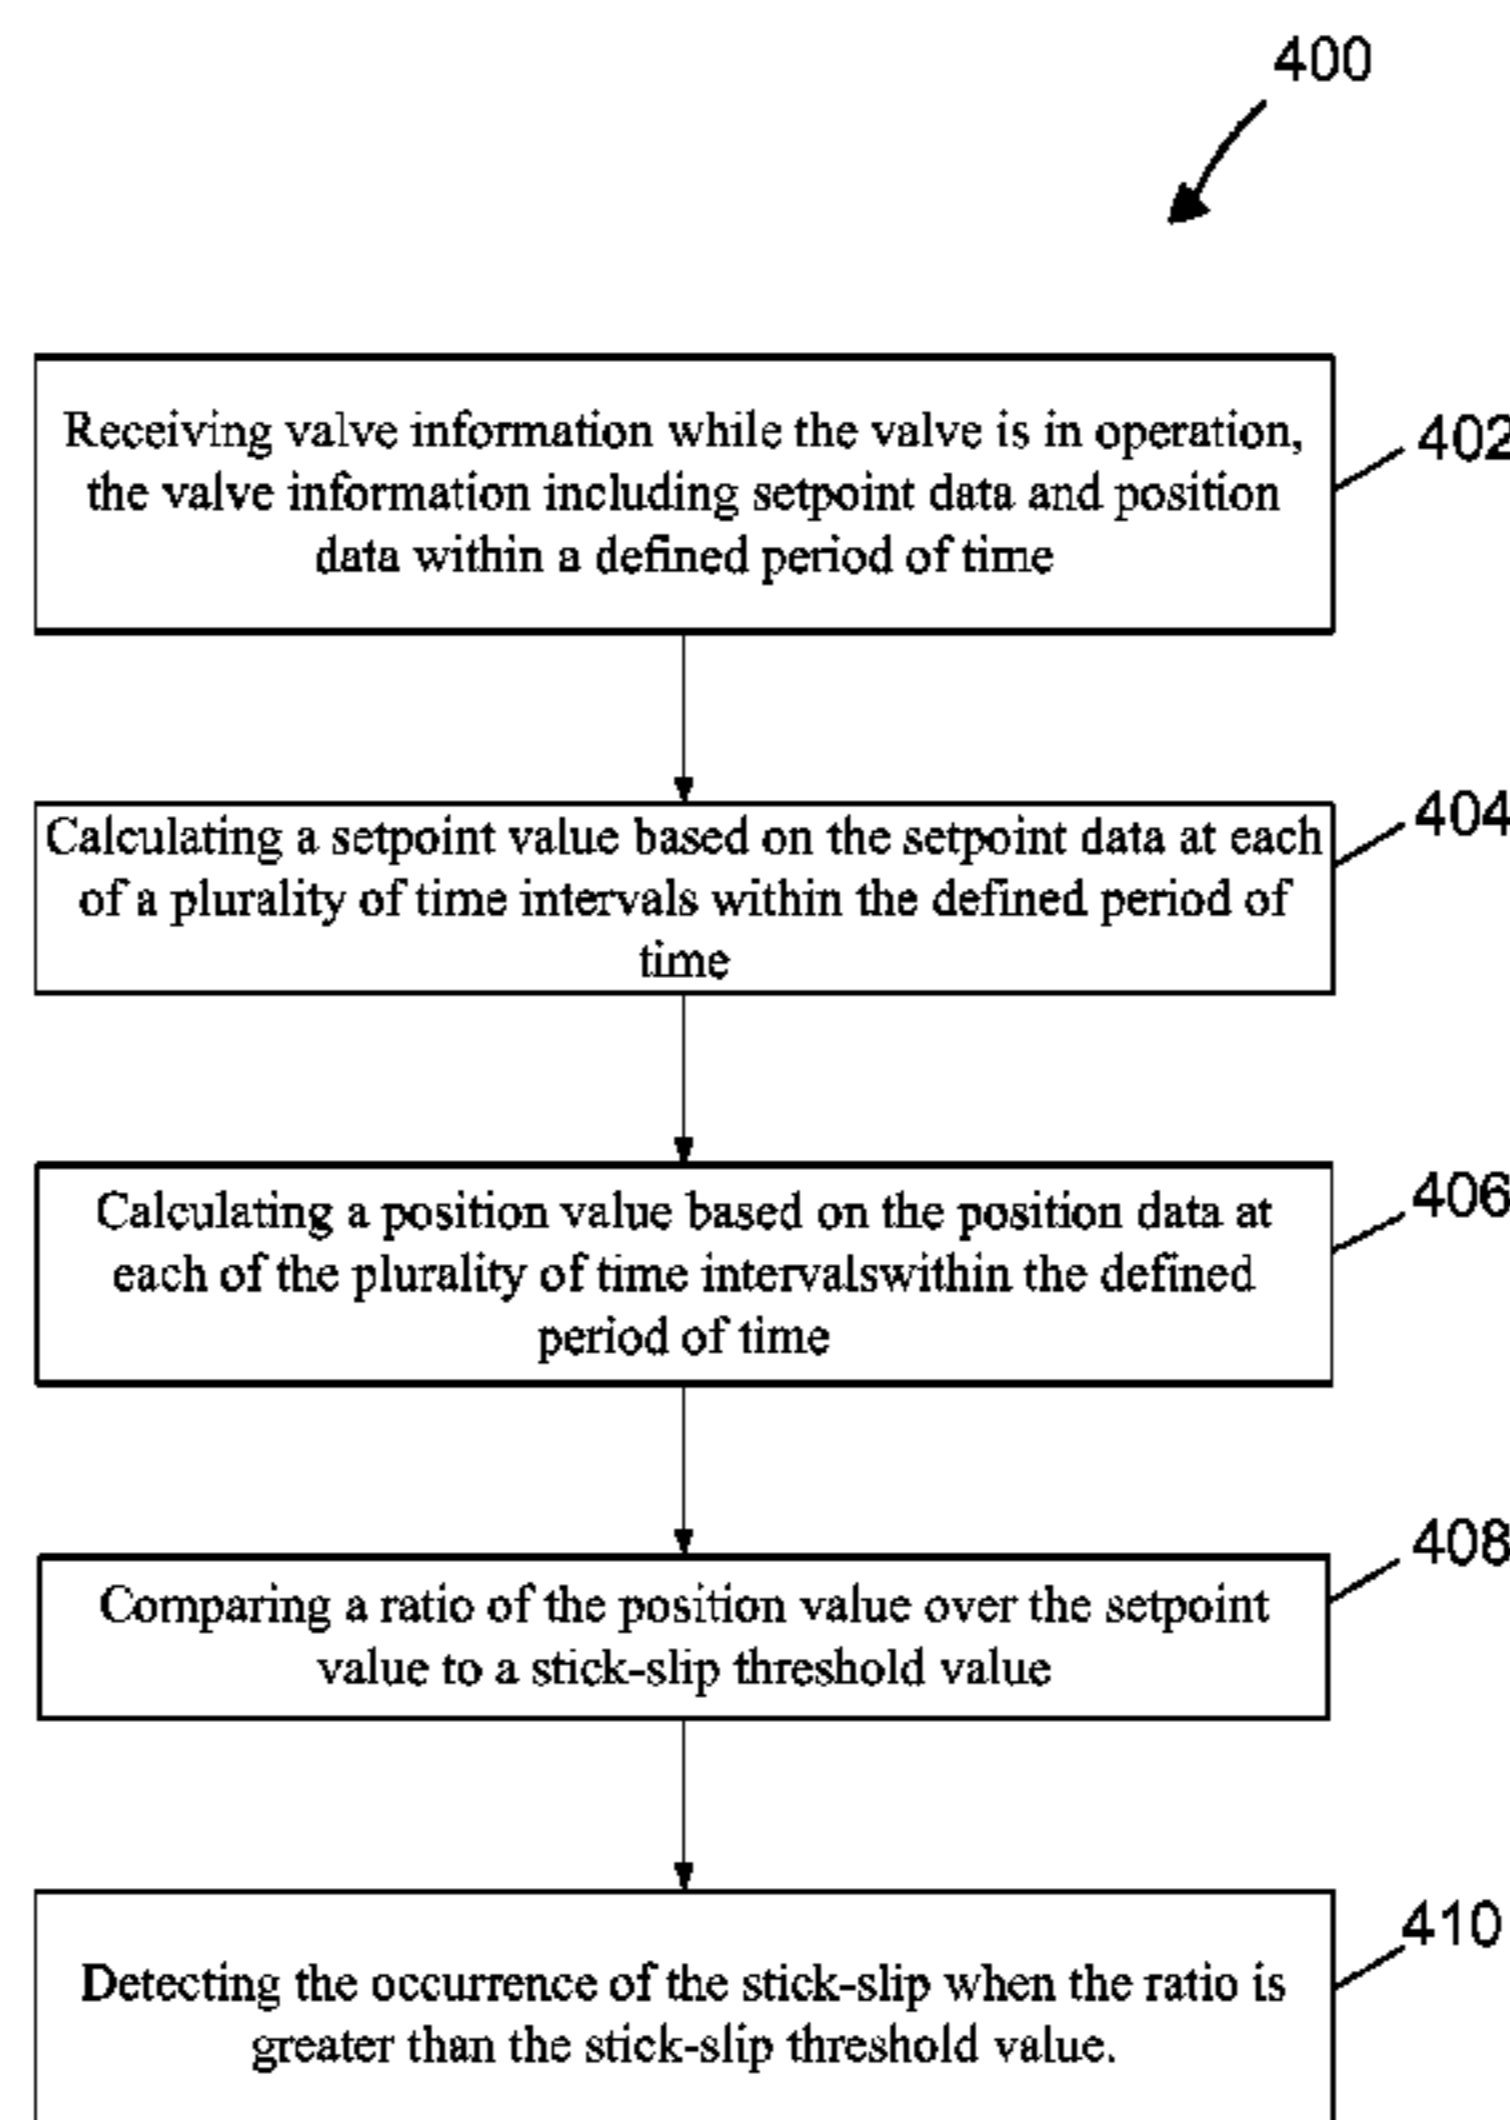 400
Receiving valve information while the valve is in operation,
the valve information including setpoint data and position
data within a defined period of time
402
Calculating a setpoint value based on the setpoint data at each
of a plurality of time intervals within the defined period of
time
404
Calculating a position value based on the position data at
each of the plurality of time intervalswithin the defined
period of time
406
Comparing a ratio of the position value over the setpoint
value to a stick-slip threshold value
408
Detecting the occurrence of the stick-slip when the ratio is
greater than the stick-slip threshold value.
410